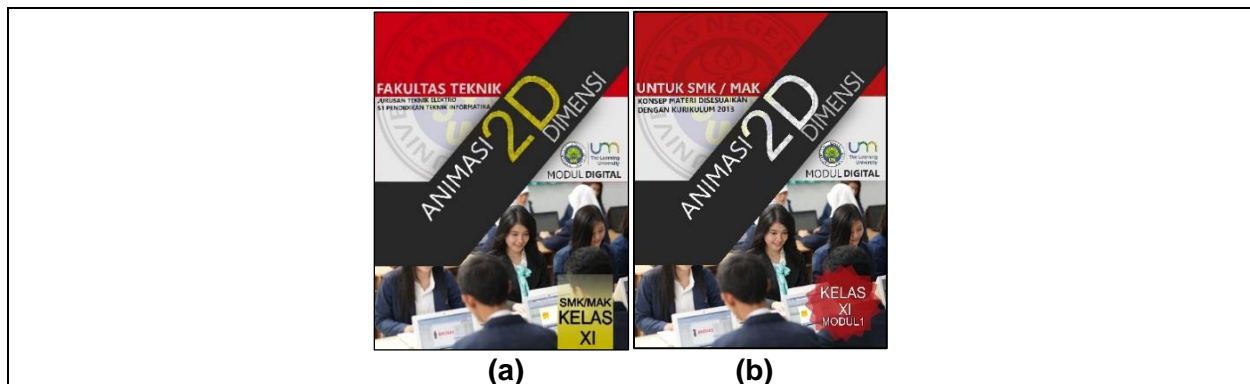 FAKULTAS TEKNIK
JURUSAN TEKNIK ELEKTRO
S1 PENDIDIKAN TEKNIK INFORMATIKA
ANIMASI 2D DIMENSI
um
The Learning
University
MODUL DIGITAL
SMK/MAK
KELAS
XI
(a)
UNTUK SMK / MAK
KONSEP MATERI DISESUAIKAN
DENGAN KURIKULUM 2013
ANIMASI 2D DIMENSI
um
The Learning
University
MODUL DIGITAL
KELAS
XI
MODUL1
(b)